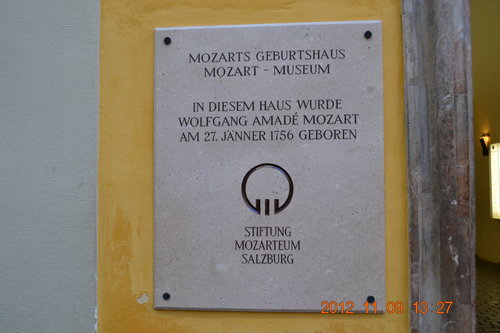 MOZARTS GEBURTSHAUS
MOZART - MUSEUM
IN DIESEM HAUS WURDE
WOLFGANG AMADÉ MOZART
AM 27. JÄNNER 1756 GEBOREN
STIFTUNG
MOZARTEUM
SALZBURG
2012 11 09 13:27